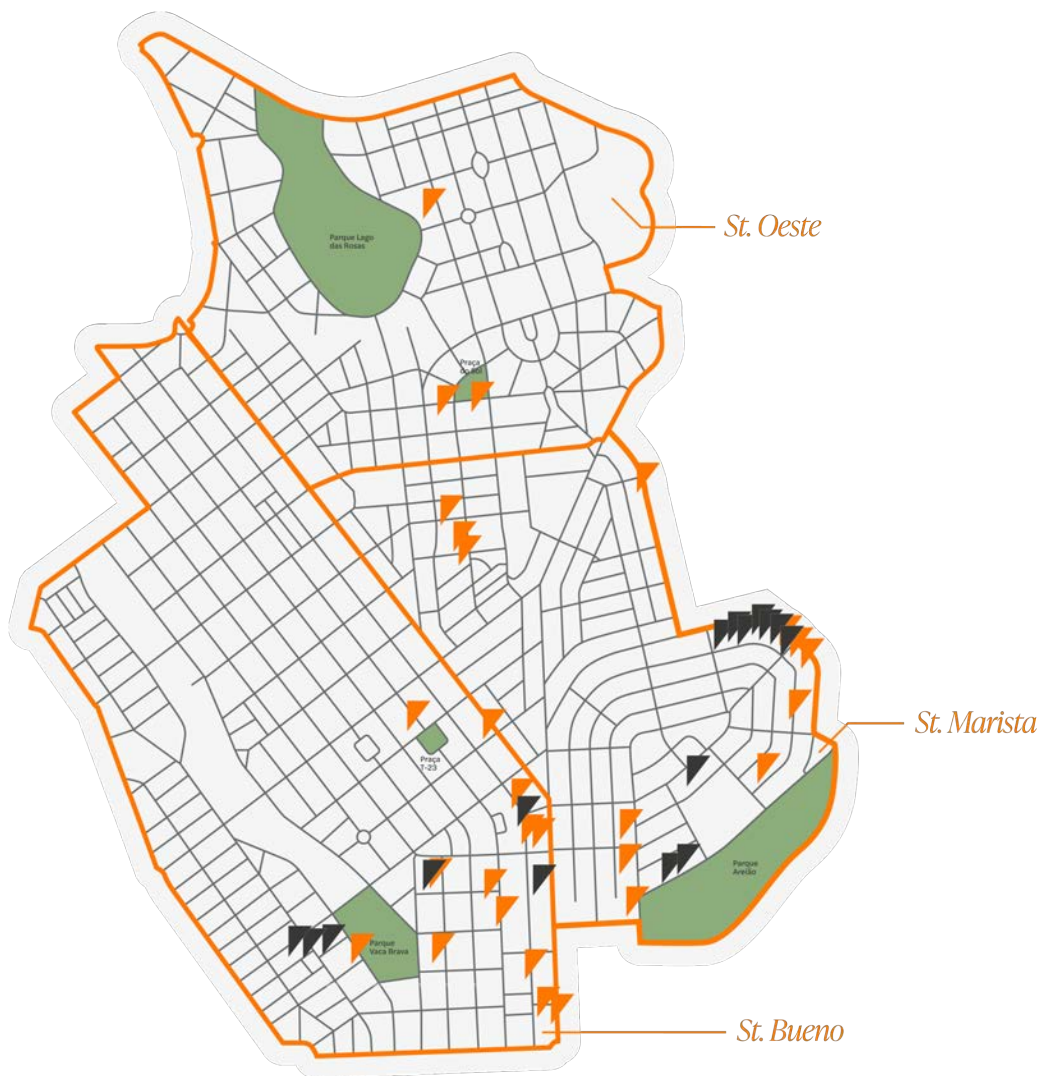 St. Oeste
Parque Lago
das Rosas
Praça
do Sol
St. Marista
Praça
T-23
Parque
Areião
Parque
Vaca Brava
St. Bueno